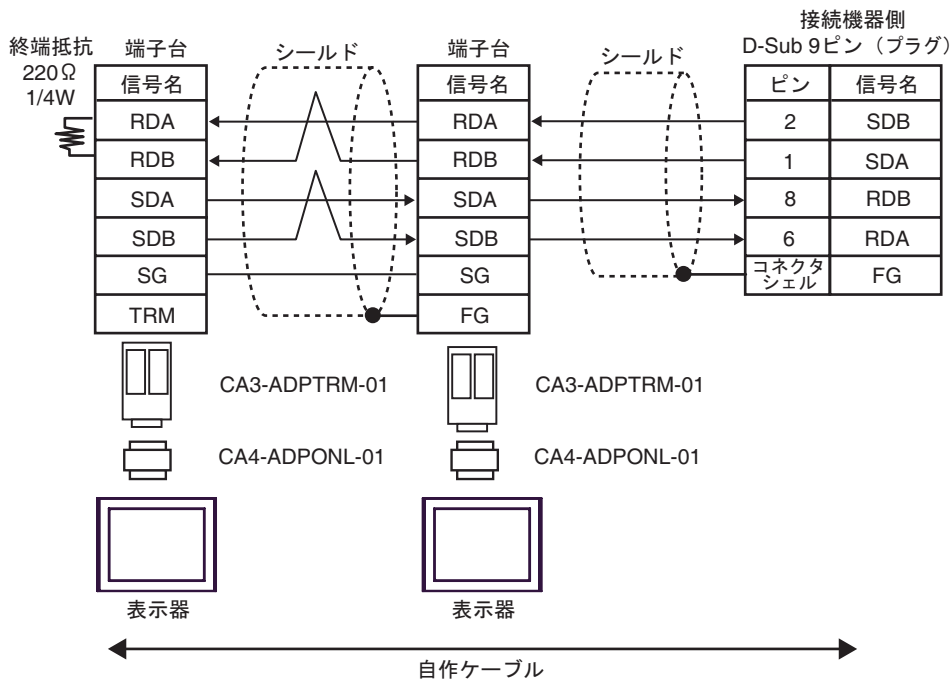 接続機器側
D-Sub 9ピン（プラグ）
終端抵抗
220Ω
1/4W
端子台
シールド
端子台
シールド
信号名
信号名
ピン
信号名
RDA
RDA
2
SDB
RDB
RDB
1
SDA
SDA
SDA
8
RDB
SDB
SDB
6
RDA
SG
SG
コネクタ
シェル
FG
TRM
FG
CA3-ADPTRM-01
CA3-ADPTRM-01
CA4-ADPONL-01
CA4-ADPONL-01
表示器
表示器
自作ケーブル